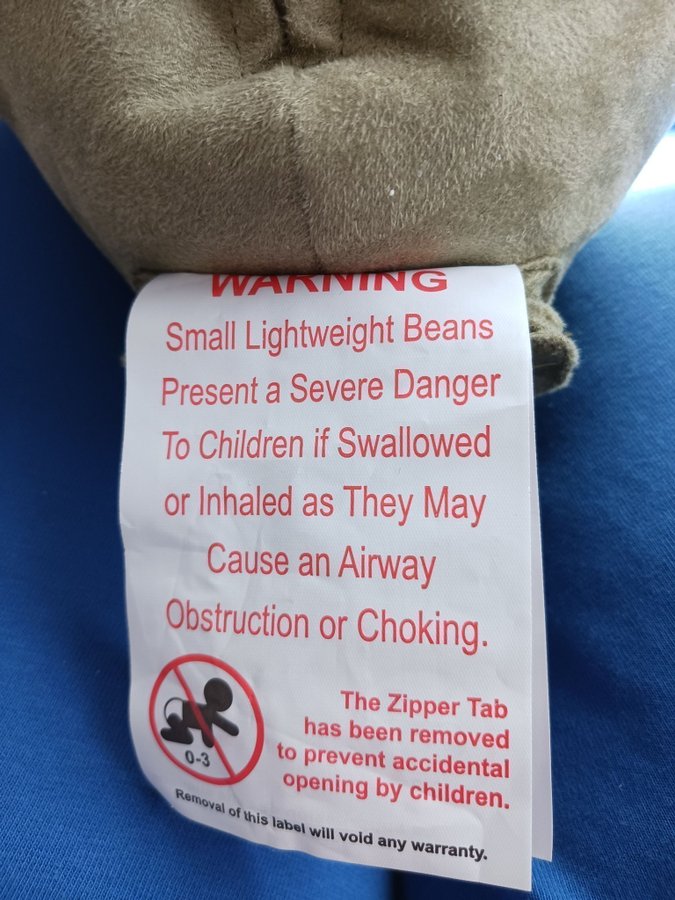 WARNING
Small Lightweight Beans
Present a Severe Danger
To Children if Swallowed
or Inhaled as They May
Cause an Airway
Obstruction or Choking.
0-3
The Zipper Tab
has been removed
to prevent accidental
opening by children.
Removal of this label will void any warranty.